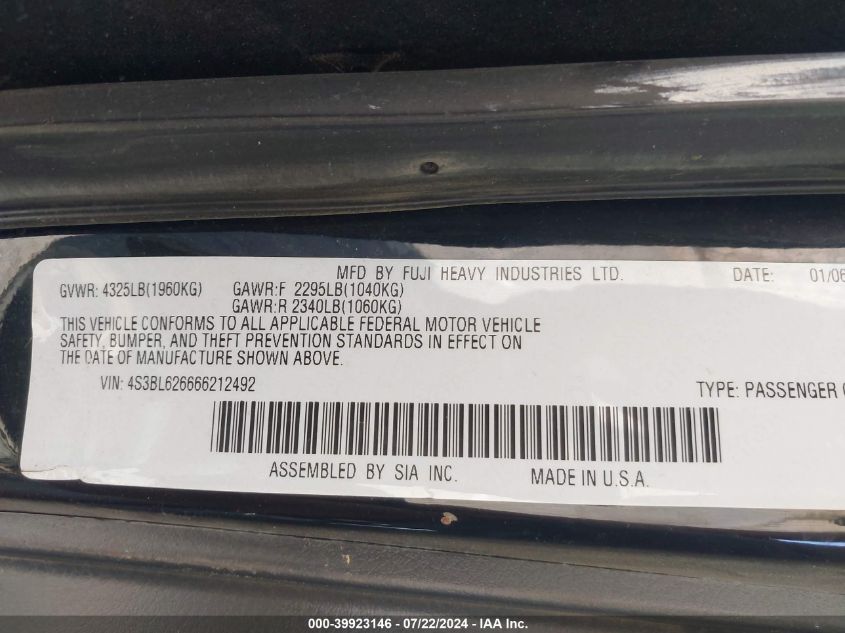 MFD BY FUJI HEAVY INDUSTRIES LTD. DATE: 01/06
GVWR: 4325LB(1960KG) GAWR:F 2295LB(1040KG)
GAWR:R 2340LB(1060KG)
THIS VEHICLE CONFORMS TO ALL APPLICABLE FEDERAL MOTOR VEHICLE
SAFETY, BUMPER, AND THEFT PREVENTION STANDARDS IN EFFECT ON
THE DATE OF MANUFACTURE SHOWN ABOVE.
VIN: 4S3BL626666212492 TYPE: PASSENGER
ASSEMBLED BY SIA INC. MADE IN U.S.A.
000-39923146 - 07/22/2024 - IAA Inc.